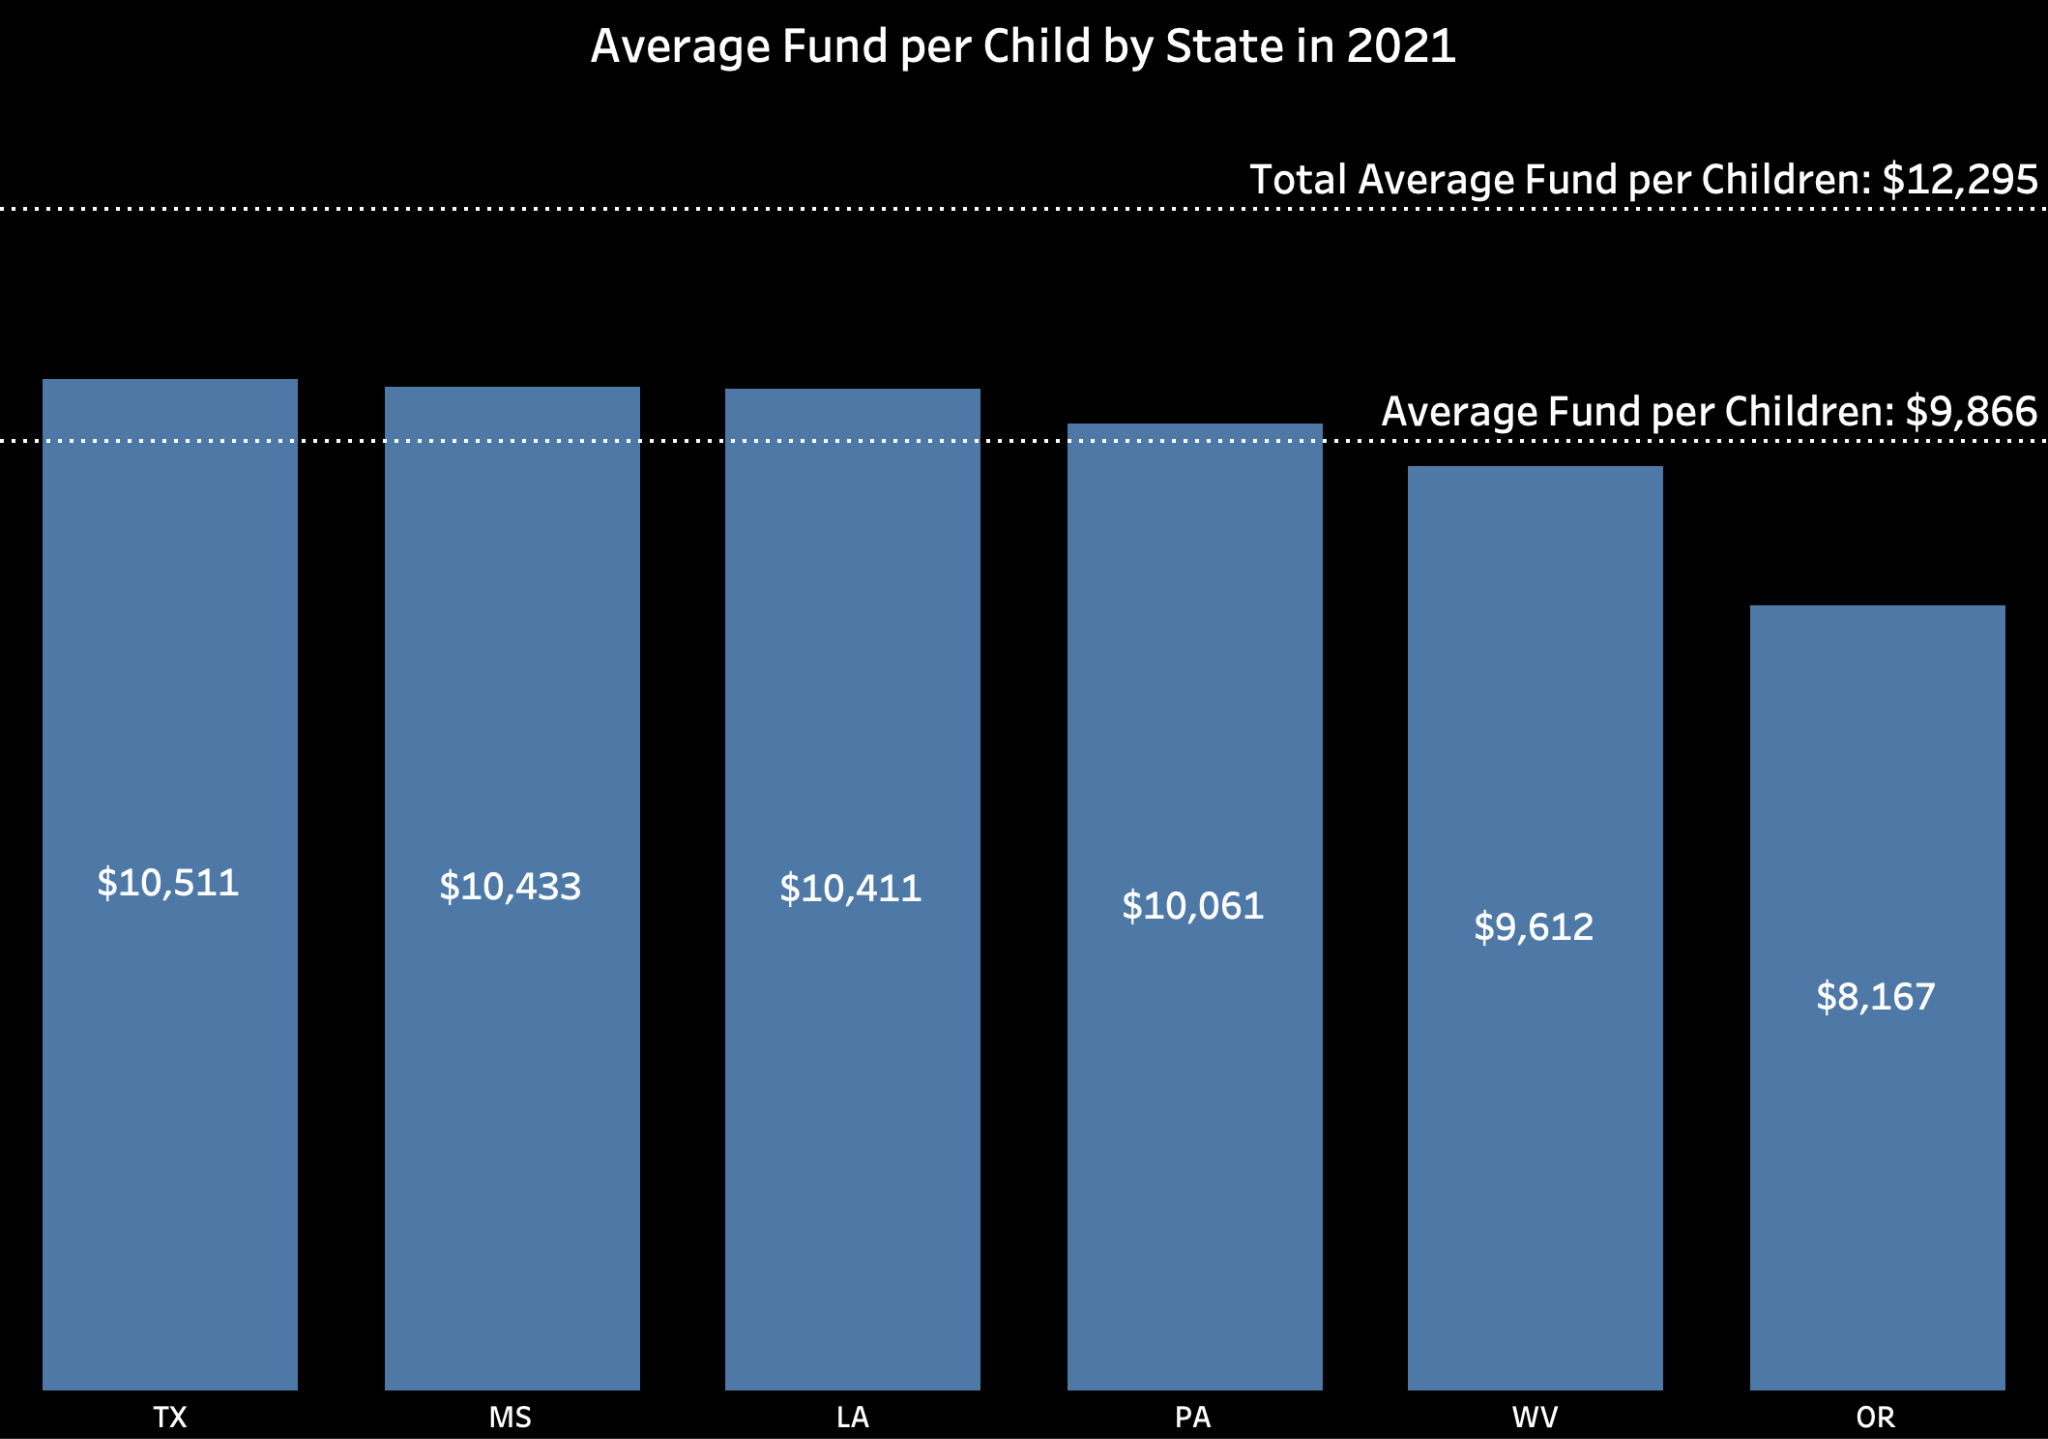 Average Fund per Child by State in 2021
Total Average Fund per Children: $12,295
Average Fund per Children: $9,866
$10,511
$10,433
$10,411
$10,061
$9,612
$8,167
TX
MS
LA
PA
WV
OR